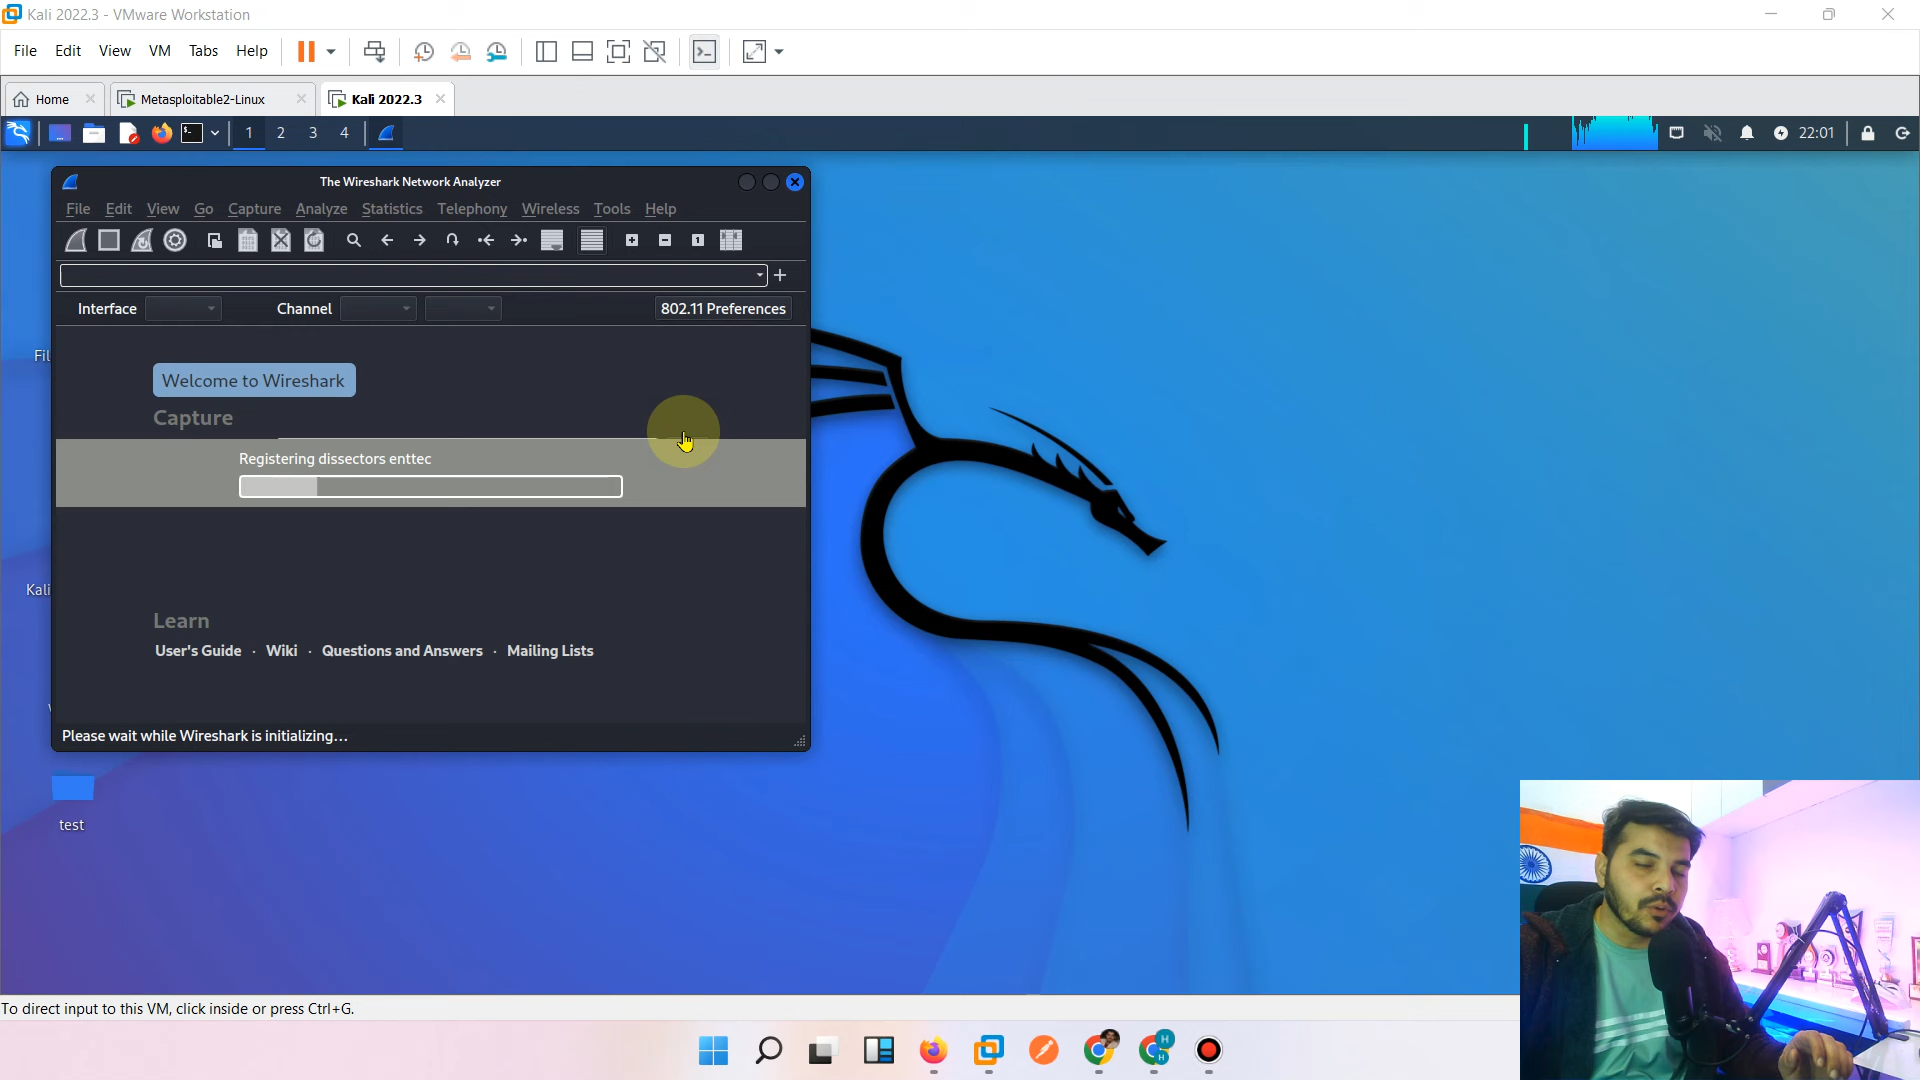 Kali 2022.3 - VMware Workstation
File Edit View VM Tabs Help
Home Metasploitable2-Linux Kali 2022.3
1 2 3 4 22:01
The Wireshark Network Analyzer
File Edit View Go Capture Analyze Statistics Telephony Wireless Tools Help
Interface Channel 802.11 Preferences
Fil
Welcome to Wireshark
Capture
Registering dissectors enttec
Kali
Learn
User's Guide · Wiki · Questions and Answers · Mailing Lists
Please wait while Wireshark is initializing...
test
To direct input to this VM, click inside or press Ctrl+G.